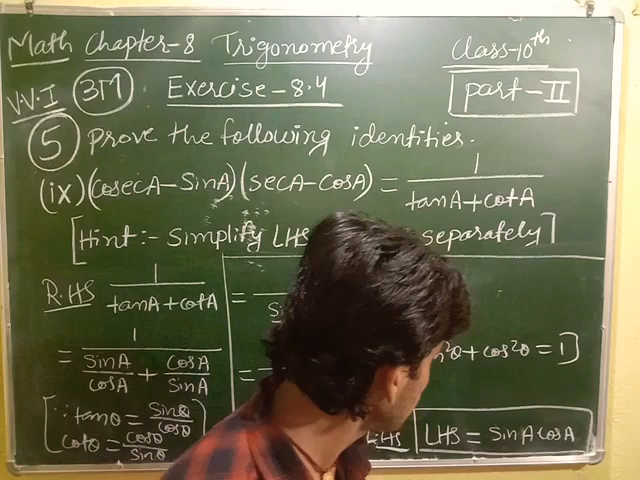 Math Chapter-8 Trigonometry Class-10th
V.V.I 3M Exercise-8.4 part-II
5 prove the following identities.
(ix) (cosecA-SinA) (secA-cosA) = 1/tanA+cotA
[Hint:- Simplify LHS separately]
R.HS 1/tanA+cotA
= 1/SinA/CosA + CosA/SinA
[∵ tanθ = Sinθ/cosθ
cotθ = cosθ/sinθ
=
=
²θ + cos²θ = 1]
LHS LHS = SinA cosA